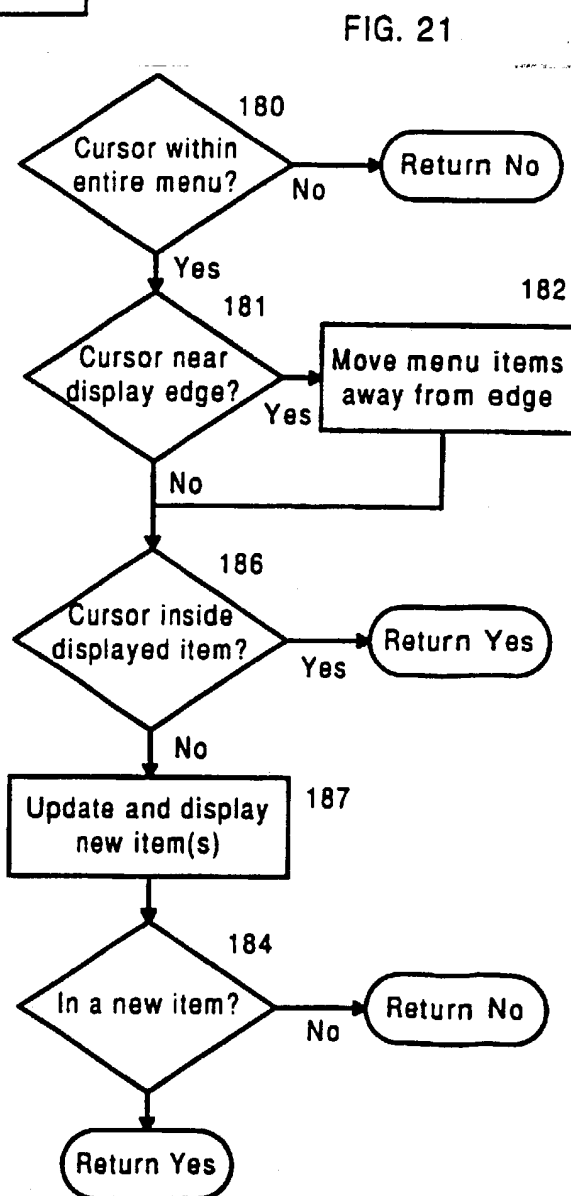 FIG. 21
180
Cursor within
entire menu?
No
Return No
Yes
181
182
Cursor near
display edge?
Yes
Move menu items
away from edge
No
186
Cursor inside
displayed item?
Yes
Return Yes
No
187
Update and display
new item(s)
184
In a new item?
No
Return No
Return Yes